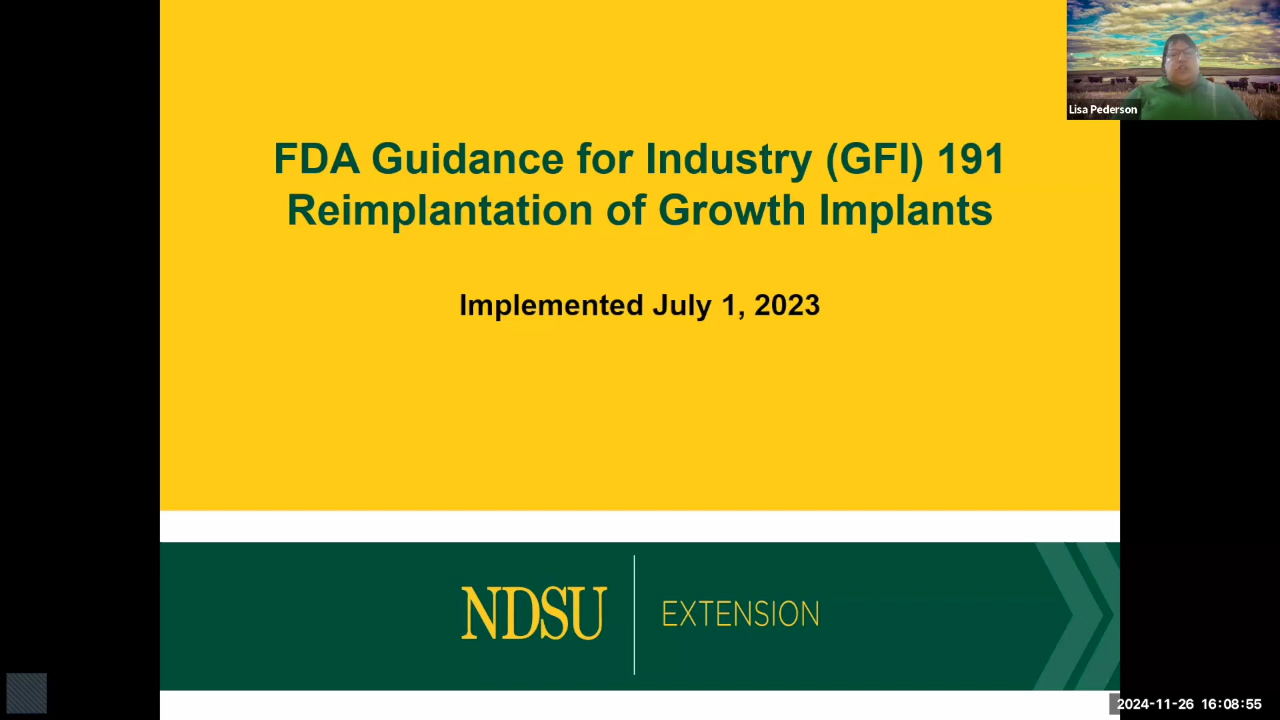 Lisa Pederson
FDA Guidance for Industry (GFI) 191
Reimplantation of Growth Implants
Implemented July 1, 2023
NDSU
EXTENSION
2024-11-26 16:08:55